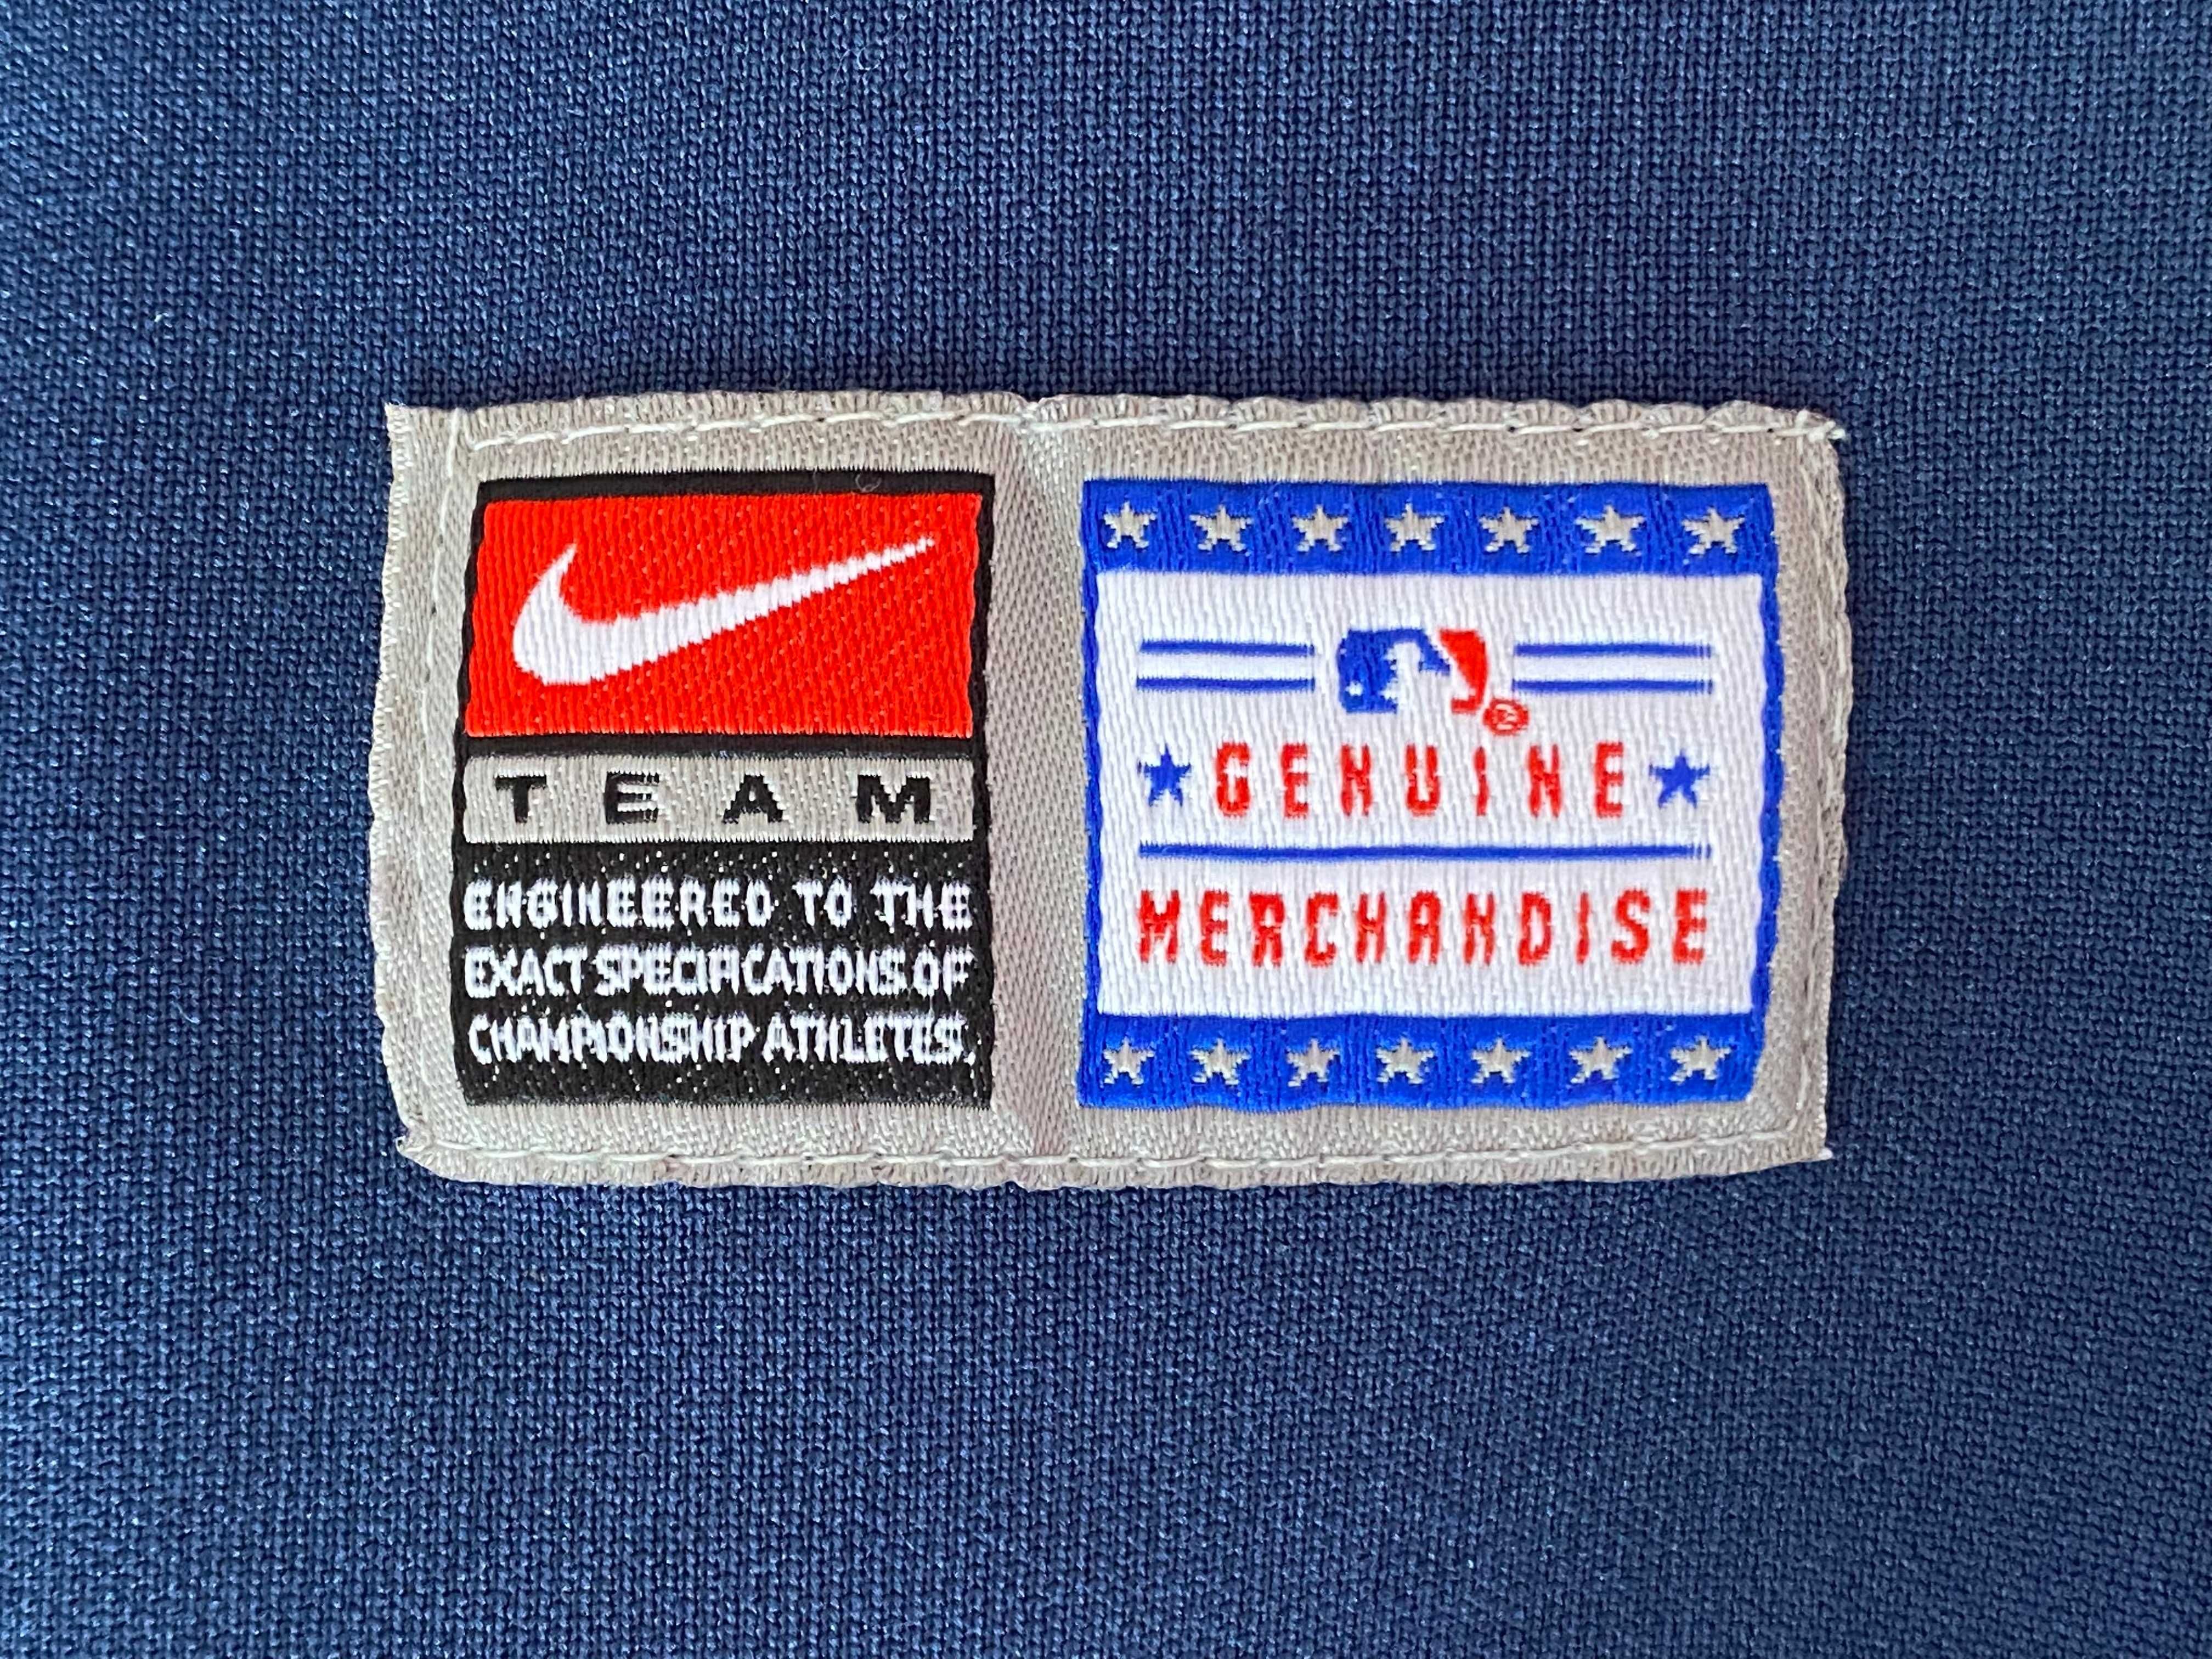 TEAM
ENGINEERED TO THE
EXACT SPECIFICATIONS OF
CHAMPIONSHIP ATHLETES.
®
GENUINE
MERCHANDISE